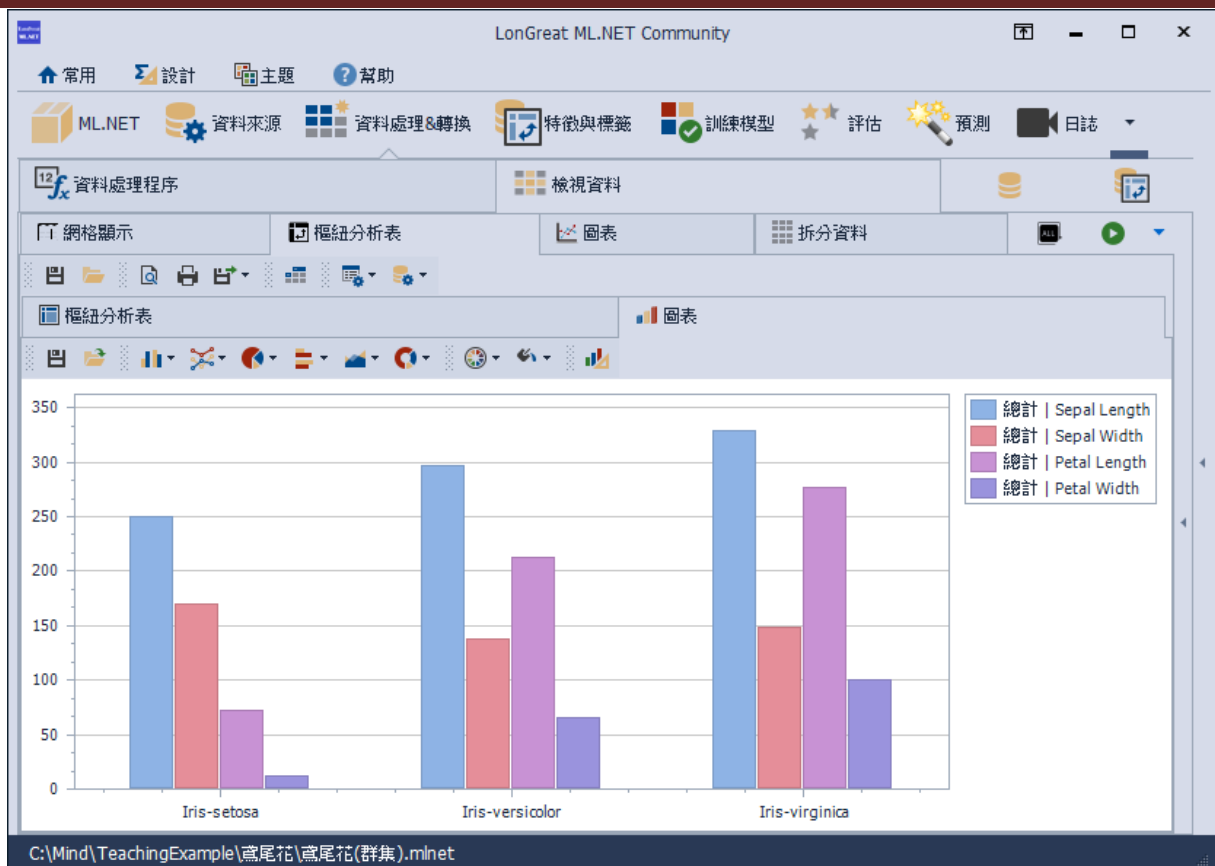 LonGreat ML.NET Community
常用 設計 主題 幫助
ML.NET 資料來源 資料處理&轉換 特徵與標籤 訓練模型 評估 預測 日誌
資料處理程序 檢視資料
網格顯示 樞紐分析表 圖表 拆分資料 ALL
樞紐分析表 圖表
350
300
250
200
150
100
50
0
Iris-setosa Iris-versicolor Iris-virginica
總計 | Sepal Length
總計 | Sepal Width
總計 | Petal Length
總計 | Petal Width
C:\Mind\TeachingExample\鳶尾花\鳶尾花(群集).mlnet